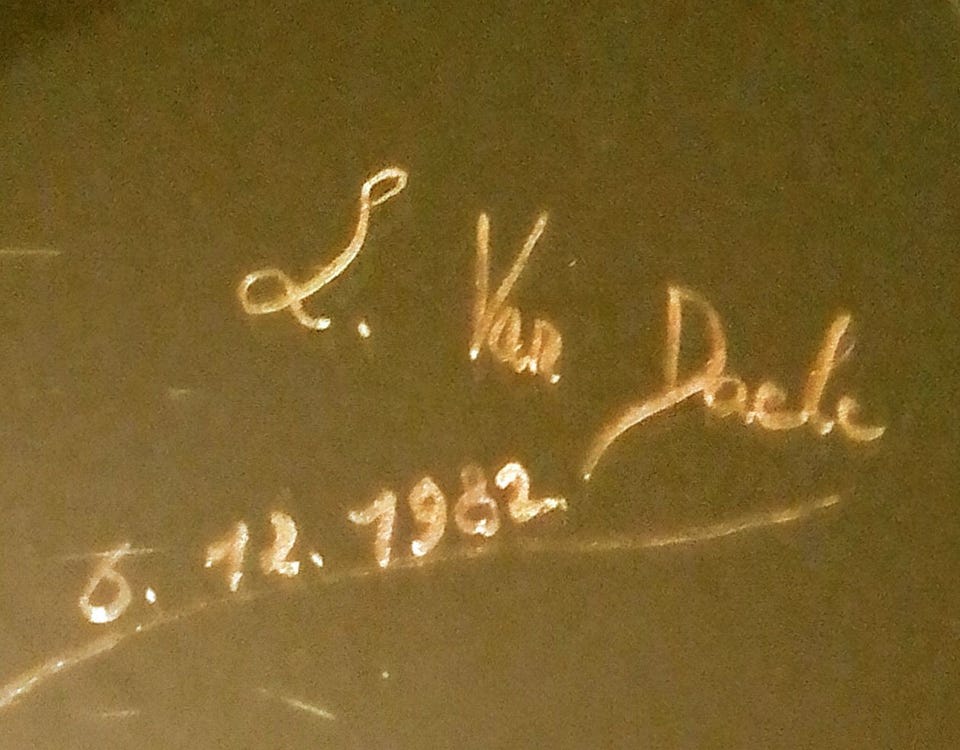 L. Van Daele
6. 12. 1982.